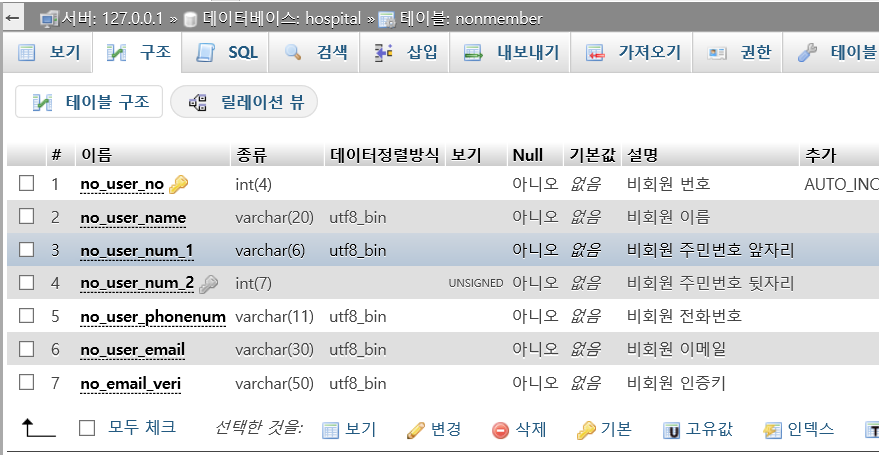 ← 서버: 127.0.0.1 » 데이터베이스: hospital » 테이블: nonmember
보기 구조 SQL 검색 삽입 내보내기 가져오기 권한 테이블
테이블 구조 릴레이션 뷰
# 이름 종류 데이터정렬방식 보기 Null 기본값 설명 추가
1 no_user_no int(4) 아니오 없음 비회원 번호 AUTO_INC
2 no_user_name varchar(20) utf8_bin 아니오 없음 비회원 이름
3 no_user_num_1 varchar(6) utf8_bin 아니오 없음 비회원 주민번호 앞자리
4 no_user_num_2 int(7) UNSIGNED 아니오 없음 비회원 주민번호 뒷자리
5 no_user_phonenum varchar(11) utf8_bin 아니오 없음 비회원 전화번호
6 no_user_email varchar(30) utf8_bin 아니오 없음 비회원 이메일
7 no_email_veri varchar(50) utf8_bin 아니오 없음 비회원 인증키
모두 체크 선택한 것을: 보기 변경 삭제 기본 고유값 인덱스